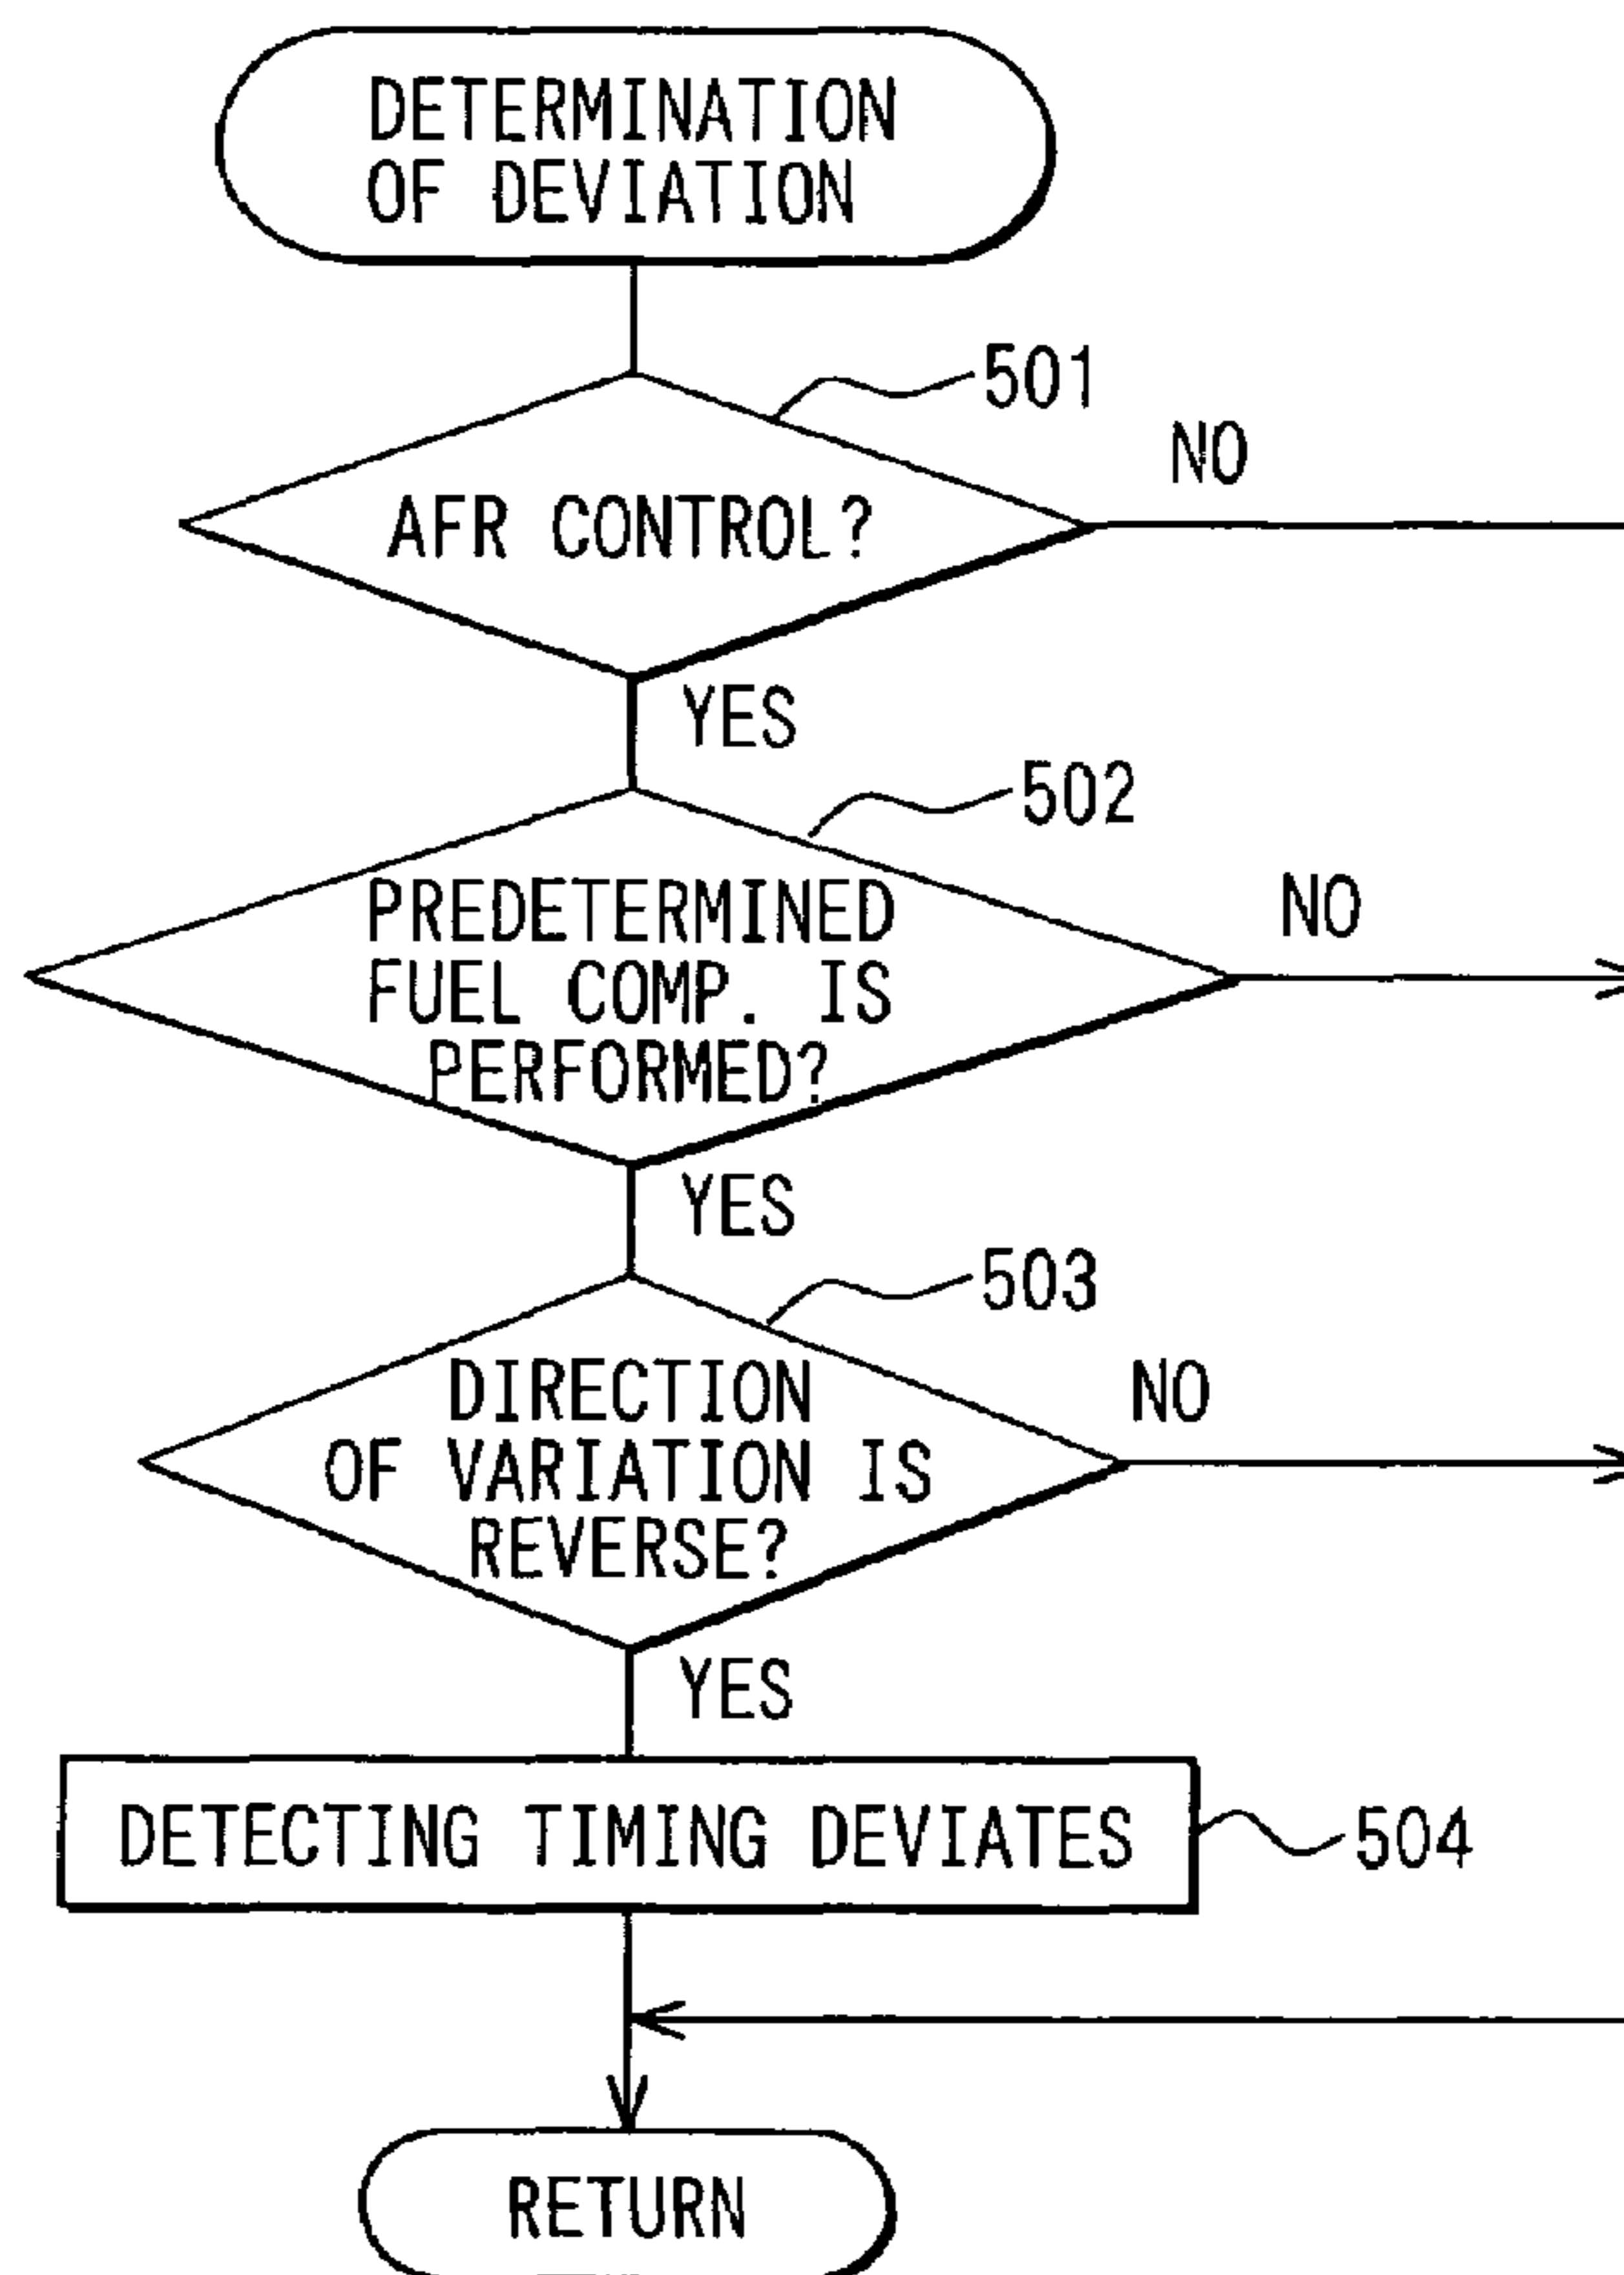 DETERMINATION
OF DEVIATION
501
NO
AFR CONTROL?
YES
502
NO
PREDETERMINED
FUEL COMP. IS
PERFORMED?
YES
503
NO
DIRECTION
OF VARIATION IS
REVERSE?
YES
DETECTING TIMING DEVIATES
504
RETURN